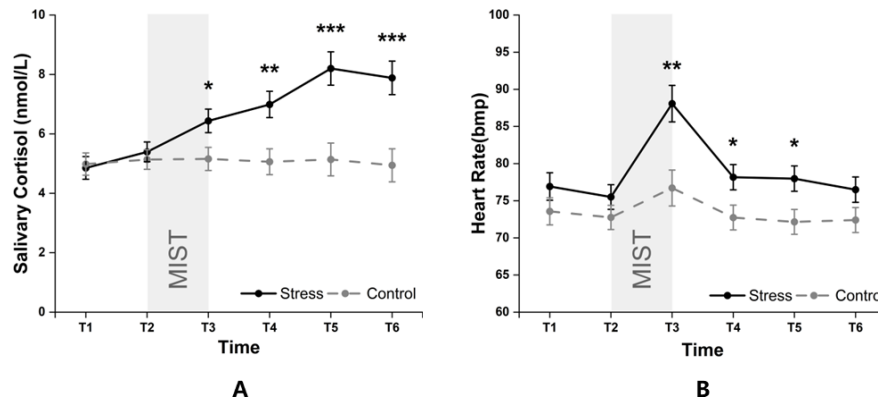 10
8
6
4
2
0
Salivary Cortisol (nmol/L)
*
**
***
***
MIST
Stress
Control
T1 T2 T3 T4 T5 T6
Time
A
100
95
90
85
80
75
70
65
60
Heart Rate(bmp)
**
*
*
MIST
Stress
Contro
T1 T2 T3 T4 T5 T6
Time
B